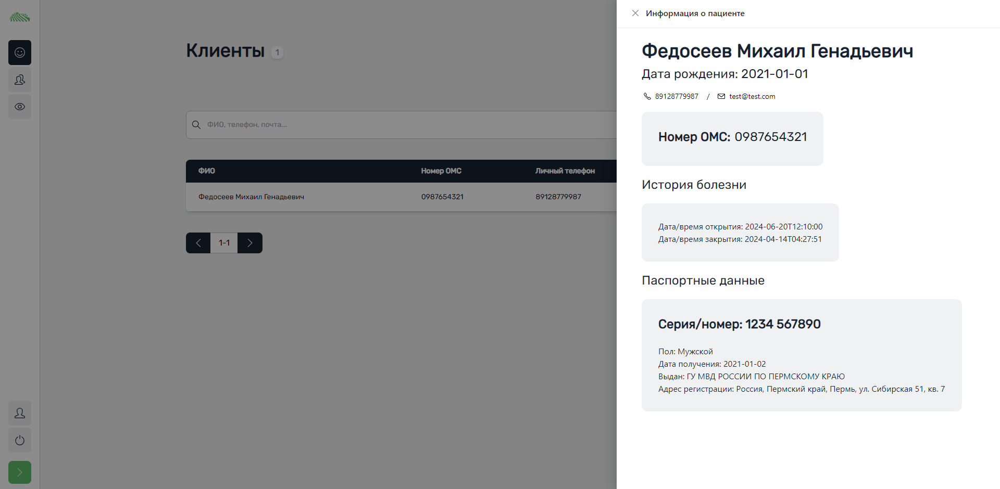 Клиенты 1
ФИО, телефон, почта...
ФИО Номер ОМС Личный телефон
Федосеев Михаил Генадьевич 0987654321 89128779987
1-1
Информация о пациенте
Федосеев Михаил Генадьевич
Дата рождения: 2021-01-01
89128779987 / test@test.com
Номер ОМС: 0987654321
История болезни
Дата/время открытия: 2024-06-20T12:10:00
Дата/время закрытия: 2024-04-14T04:27:51
Паспортные данные
Серия/номер: 1234 567890
Пол: Мужской
Дата получения: 2021-01-02
Выдан: ГУ МВД РОССИИ ПО ПЕРМСКОМУ КРАЮ
Адрес регистрации: Россия, Пермский край, Пермь, ул. Сибирская 51, кв. 7